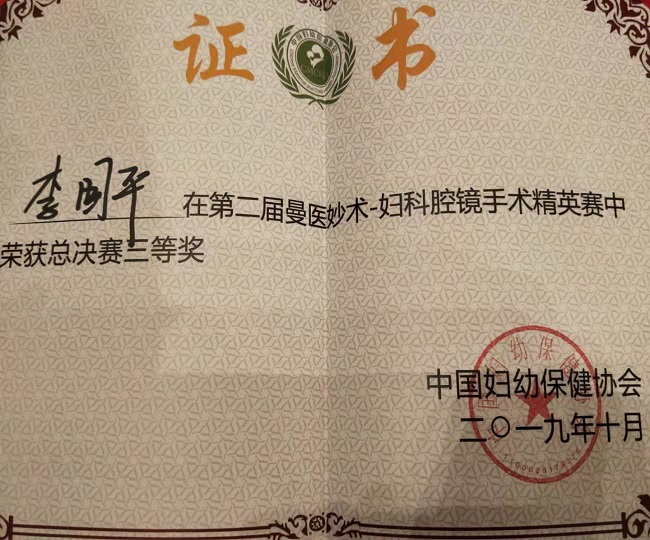 证书
李国平在第二届曼医妙术-妇科腔镜手术精英赛中
荣获总决赛三等奖
中国妇幼保健协会
二〇一九年十月